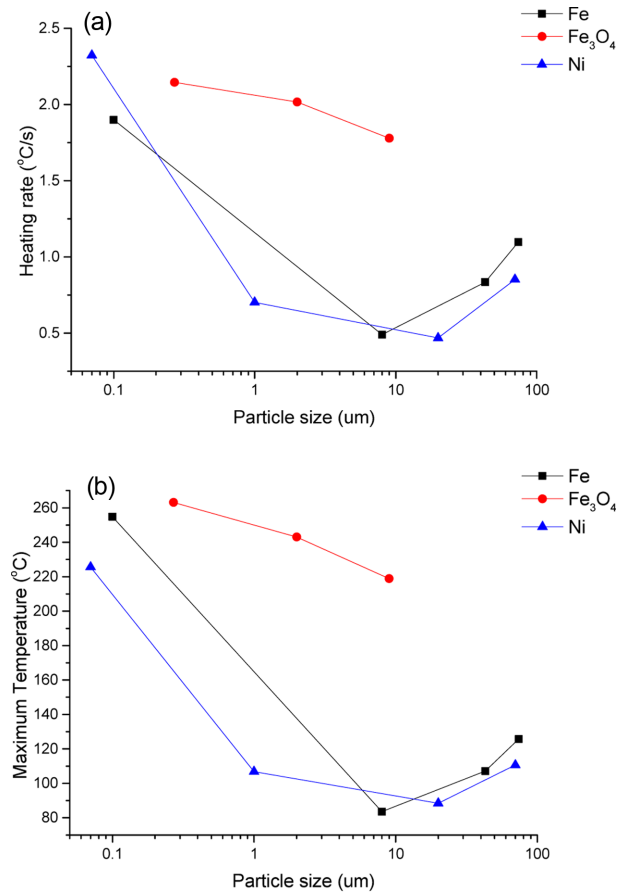 (a)
Fe
Fe₃O₄
Ni
2.5
2.0
1.5
1.0
0.5
Heating rate (°C/s)
0.1
1
10
100
Particle size (um)
(b)
Fe
Fe₃O₄
Ni
260
240
220
200
180
160
140
120
100
80
Maximum Temperature (°C)
0.1
1
10
100
Particle size (um)